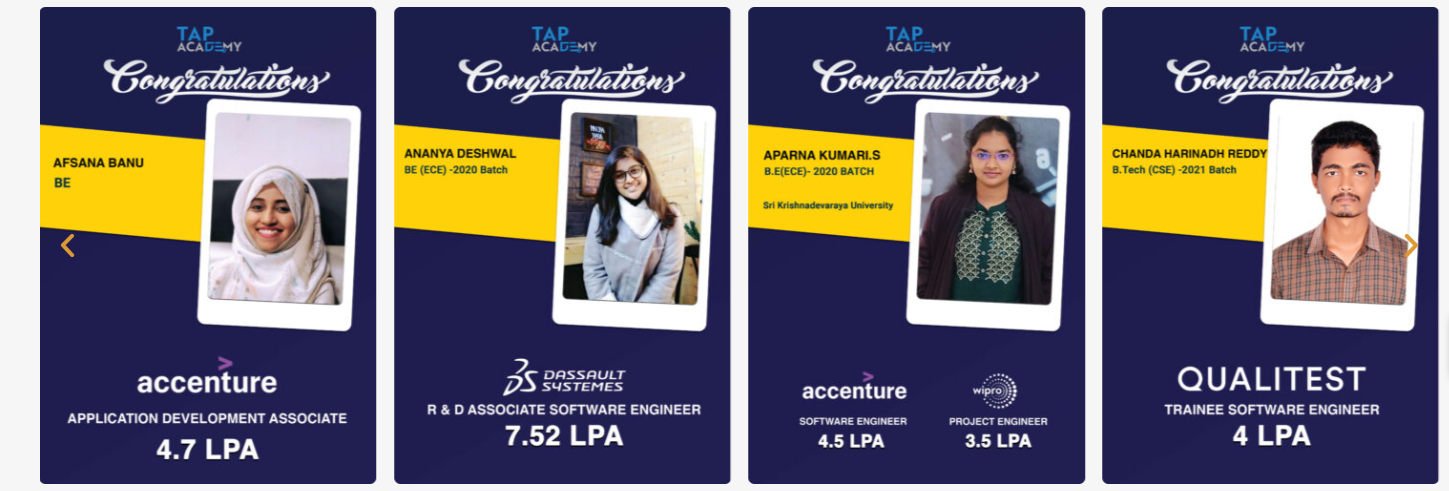 TAP
ACADEMY
Congratulations
AFSANA BANU
BE
accenture
APPLICATION DEVELOPMENT ASSOCIATE
4.7 LPA
TAP
ACADEMY
Congratulations
ANANYA DESHWAL
BE (ECE) -2020 Batch
DS DASSAULT
SYSTEMES
R & D ASSOCIATE SOFTWARE ENGINEER
7.52 LPA
TAP
ACADEMY
Congratulations
APARNA KUMARI.S
B.E(ECE)- 2020 BATCH
Sri Krishnadevaraya University
accenture
SOFTWARE ENGINEER
4.5 LPA
wipro
PROJECT ENGINEER
3.5 LPA
TAP
ACADEMY
Congratulations
CHANDA HARINADH REDDY
B.Tech (CSE) -2021 Batch
QUALITEST
TRAINEE SOFTWARE ENGINEER
4 LPA